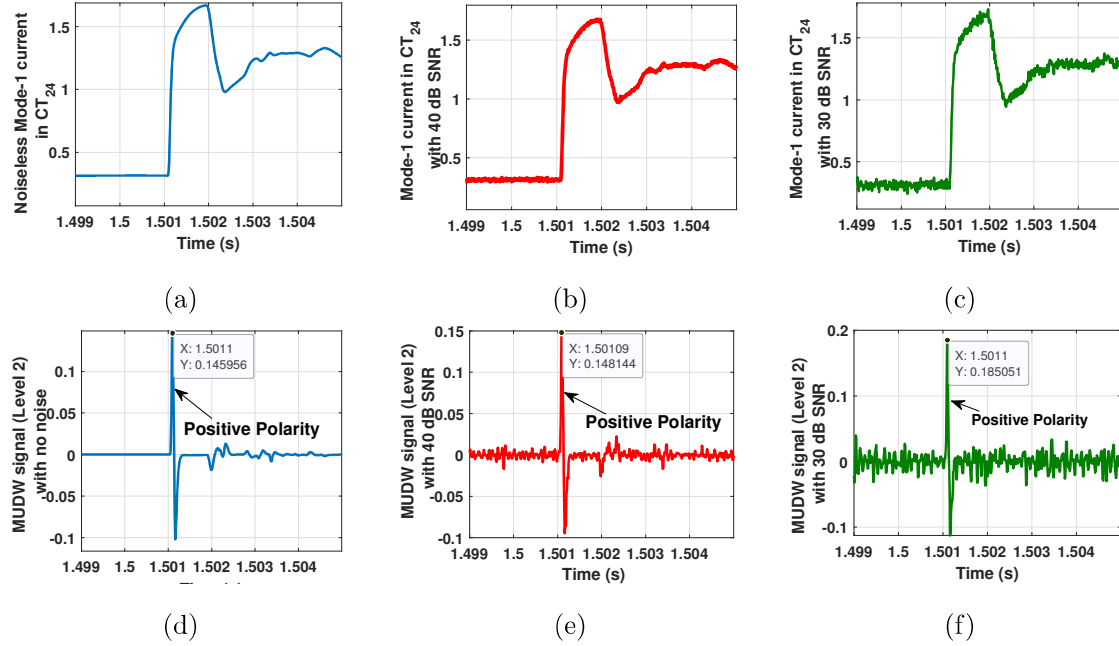 Noiseless Mode-1 current
in CT24
1.5
1
0.5
1.499 1.5 1.501 1.502 1.503 1.504
Time (s)
(a)
Mode-1 current in CT24
with 40 dB SNR
1.5
1
0.5
1.499 1.5 1.501 1.502 1.503 1.504
Time (s)
(b)
Mode-1 current in CT24
with 30 dB SNR
1.5
1
0.5
1.499 1.5 1.501 1.502 1.503 1.504
Time (s)
(c)
MUDW signal (Level 2)
with no noise
0.1
0.05
0
-0.05
-0.1
X: 1.5011
Y: 0.145956
Positive Polarity
1.499 1.5 1.501 1.502 1.503 1.504
(d)
MUDW signal (Level 2)
with 40 dB SNR
0.15
0.1
0.05
0
-0.05
-0.1
X: 1.50109
Y: 0.148144
Positive Polarity
1.499 1.5 1.501 1.502 1.503 1.504
Time (s)
(e)
MUDW signal (Level 2)
with 30 dB SNR
0.2
0.1
0
-0.1
X: 1.5011
Y: 0.185051
Positive Polarity
1.499 1.5 1.501 1.502 1.503 1.504
Time (s)
(f)